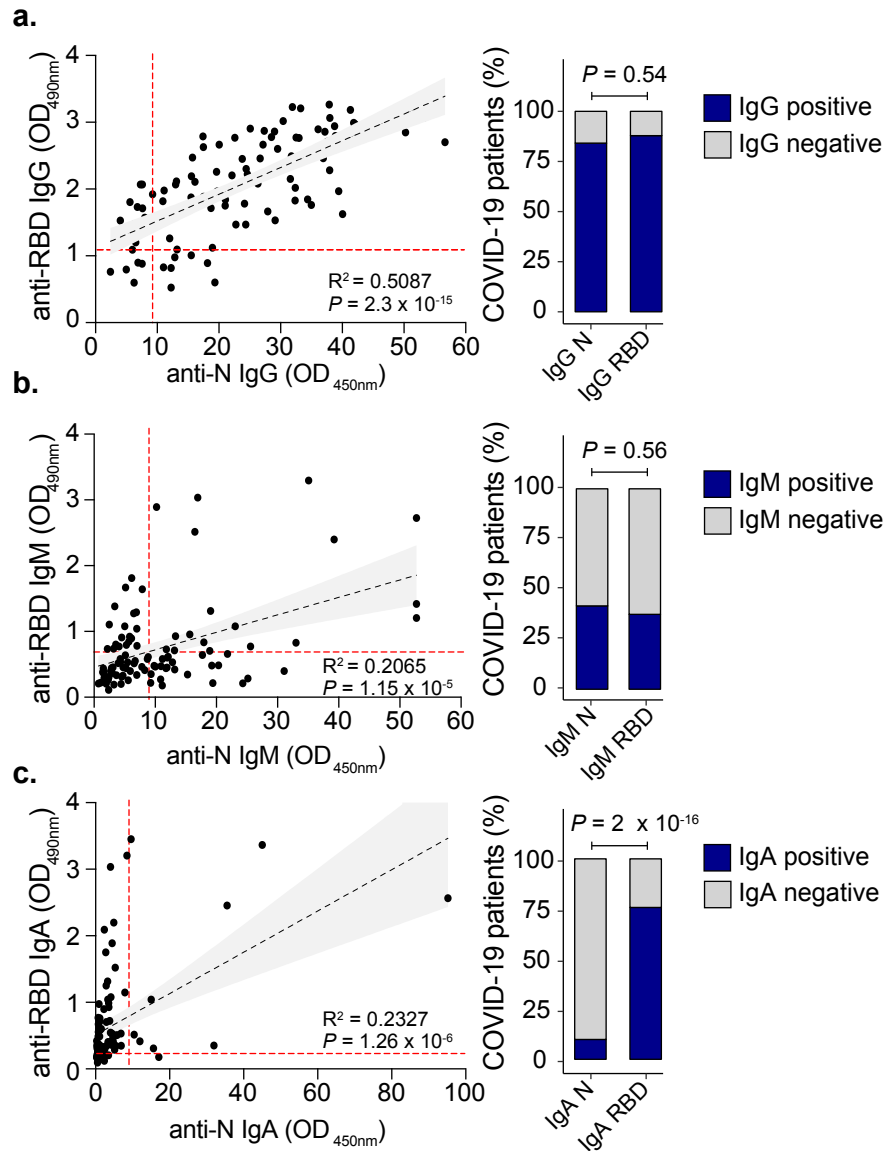 a.
anti-RBD IgG (OD490nm)
4
3
2
1
0
0 10 20 30 40 50 60
anti-N IgG (OD450nm)
R² = 0.5087
P = 2.3 x 10-15
COVID-19 patients (%)
100
75
50
25
0
P = 0.54
IgG N
IgG RBD
IgG positive
IgG negative
b.
anti-RBD IgM (OD490nm)
4
3
2
1
0
0 10 20 30 40 50 60
anti-N IgM (OD450nm)
R² = 0.2065
P = 1.15 x 10-5
COVID-19 patients (%)
100
75
50
25
0
P = 0.56
IgM N
IgM RBD
IgM positive
IgM negative
c.
anti-RBD IgA (OD490nm)
4
3
2
1
0
0 20 40 60 80 100
anti-N IgA (OD450nm)
R² = 0.2327
P = 1.26 x 10-6
COVID-19 patients (%)
100
75
50
25
0
P = 2 x 10-16
IgA N
IgA RBD
IgA positive
IgA negative